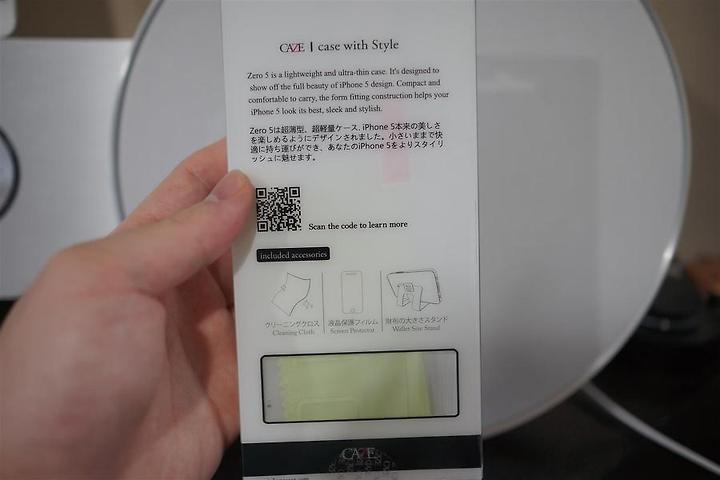 CAZE | case with Style
Zero 5 is a lightweight and ultra-thin case. It's designed to
show off the full beauty of iPhone 5 design. Compact and
comfortable to carry, the form fitting construction helps your
iPhone 5 look its best, sleek and stylish.
Zero 5は超薄型、超軽量ケース. iPhone 5本来の美しさ
を楽しめるようにデザインされました。小さいままで快
適に持ち運びができ、あなたのiPhone 5をよりスタイリ
ッシュに魅せます。
Scan the code to learn more
included accessories
クリーニングクロス 液晶保護フィルム 財布の大きさスタンド
Cleaning Cloth Screen Protector Wallet Size Stand
CAZE